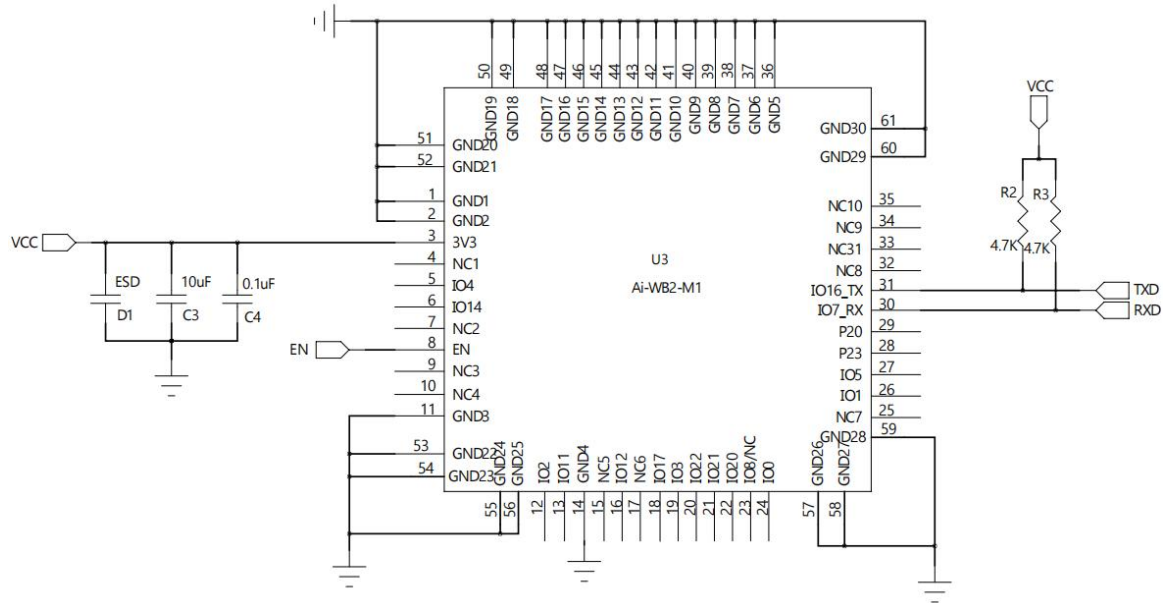 50 49 48 47 46 45 44 43 42 41 40 39 38 37 36
GND19 GND18 GND17 GND16 GND15 GND14 GND13 GND12 GND11 GND10 GND9 GND8 GND7 GND6 GND5
VCC
51 GND20
52 GND21
1 GND1
2 GND2
VCC
3 3V3
4 NC1
5 IO4
6 IO14
7 NC2
EN
8 EN
9 NC3
10 NC4
11 GND3
53 GND22
54 GND23
ESD
D1
10uF
C3
0.1uF
C4
U3
Ai-WB2-M1
GND30 61
GND29 60
NC10 35
NC9 34
NC31 33
NC8 32
IO16_TX 31
IO7_RX 30
P20 29
P23 28
IO5 27
IO1 26
NC7 25
GND28 59
R2
4.7K
R3
4.7K
TXD
RXD
GND24 GND25 IO2 IO11 GND4 NC5 IO12 NC6 IO17 IO3 IO22 IO21 IO20 IO8/NC IO0 GND26 GND27
55 56 12 13 14 15 16 17 18 19 20 21 22 23 24 57 58